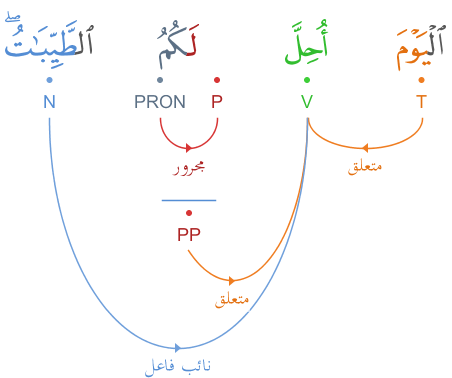 ٱلْيَوْمَ أُحِلَّ لَكُمُ ٱلطَّيِّبَـٰتُ ۖ
T V P PRON N
مجرور
متعلق
PP
متعلق
نائب فاعل